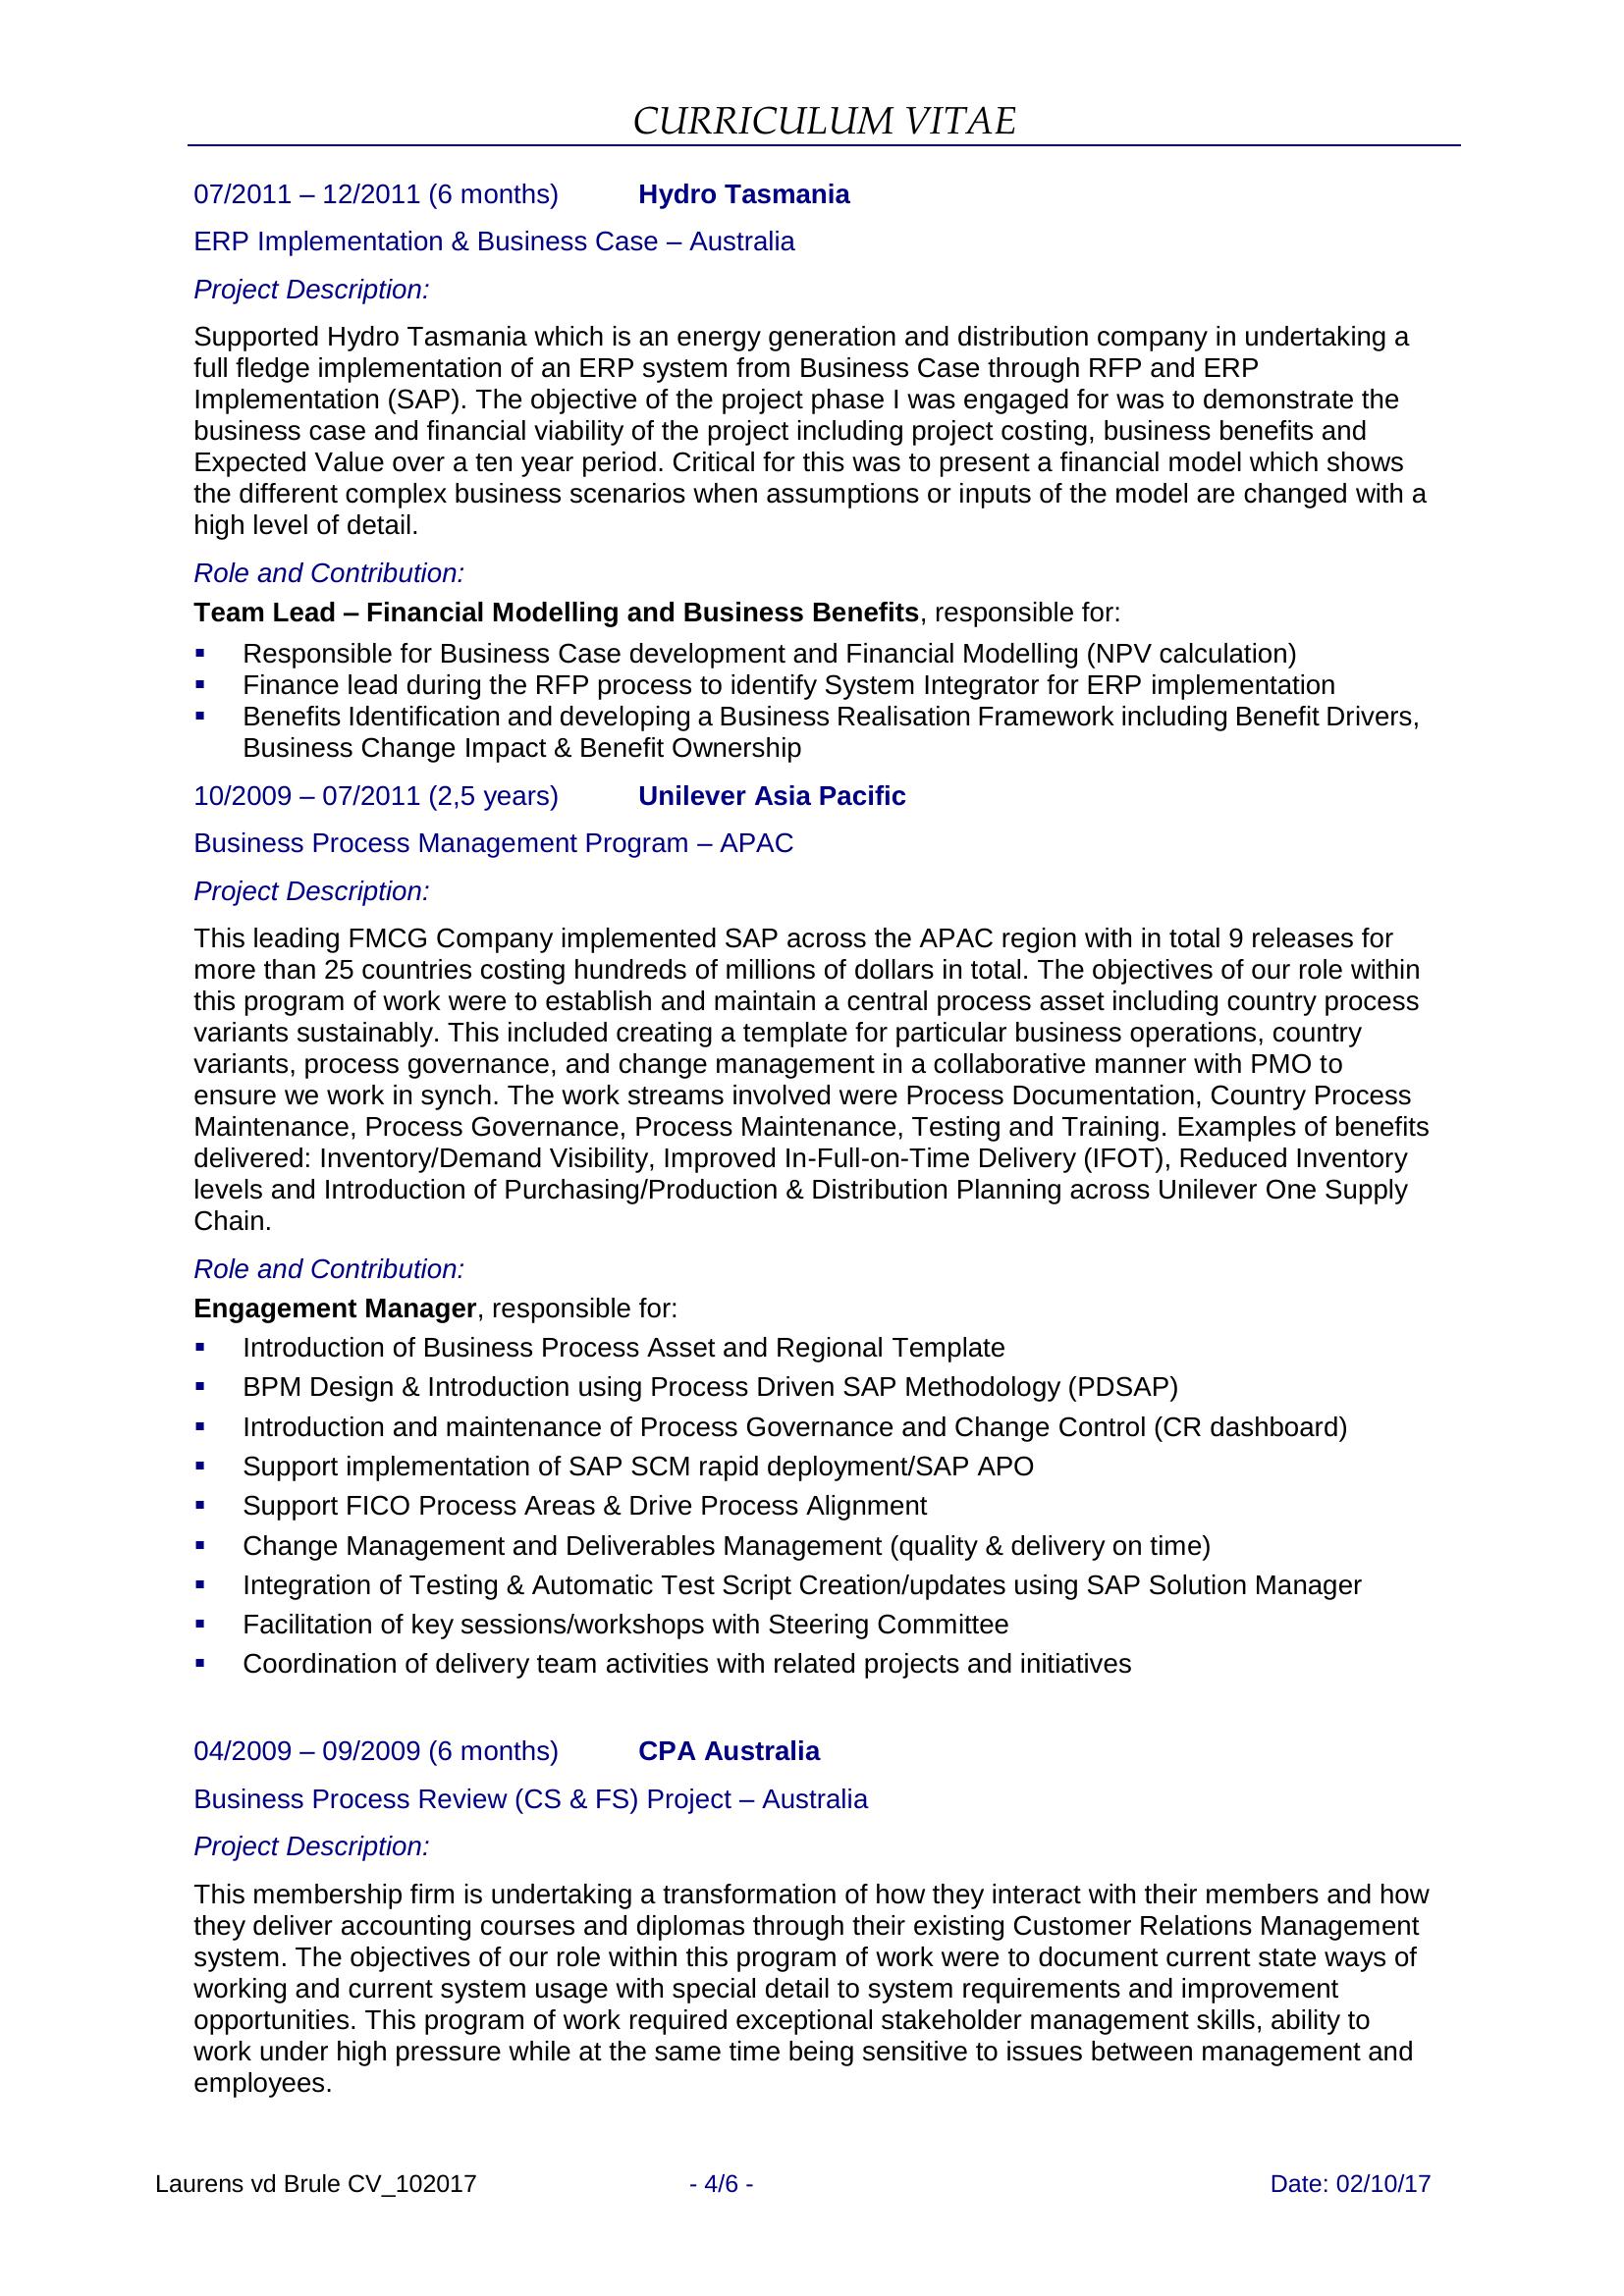 CURRICULUM VITAE
07/2011 – 12/2011 (6 months) Hydro Tasmania
ERP Implementation & Business Case – Australia
Project Description:
Supported Hydro Tasmania which is an energy generation and distribution company in undertaking a
full fledge implementation of an ERP system from Business Case through RFP and ERP
Implementation (SAP). The objective of the project phase I was engaged for was to demonstrate the
business case and financial viability of the project including project costing, business benefits and
Expected Value over a ten year period. Critical for this was to present a financial model which shows
the different complex business scenarios when assumptions or inputs of the model are changed with a
high level of detail.
Role and Contribution:
Team Lead – Financial Modelling and Business Benefits, responsible for:
▪ Responsible for Business Case development and Financial Modelling (NPV calculation)
▪ Finance lead during the RFP process to identify System Integrator for ERP implementation
▪ Benefits Identification and developing a Business Realisation Framework including Benefit Drivers,
Business Change Impact & Benefit Ownership
10/2009 – 07/2011 (2,5 years) Unilever Asia Pacific
Business Process Management Program – APAC
Project Description:
This leading FMCG Company implemented SAP across the APAC region with in total 9 releases for
more than 25 countries costing hundreds of millions of dollars in total. The objectives of our role within
this program of work were to establish and maintain a central process asset including country process
variants sustainably. This included creating a template for particular business operations, country
variants, process governance, and change management in a collaborative manner with PMO to
ensure we work in synch. The work streams involved were Process Documentation, Country Process
Maintenance, Process Governance, Process Maintenance, Testing and Training. Examples of benefits
delivered: Inventory/Demand Visibility, Improved In-Full-on-Time Delivery (IFOT), Reduced Inventory
levels and Introduction of Purchasing/Production & Distribution Planning across Unilever One Supply
Chain.
Role and Contribution:
Engagement Manager, responsible for:
▪ Introduction of Business Process Asset and Regional Template
▪ BPM Design & Introduction using Process Driven SAP Methodology (PDSAP)
▪ Introduction and maintenance of Process Governance and Change Control (CR dashboard)
▪ Support implementation of SAP SCM rapid deployment/SAP APO
▪ Support FICO Process Areas & Drive Process Alignment
▪ Change Management and Deliverables Management (quality & delivery on time)
▪ Integration of Testing & Automatic Test Script Creation/updates using SAP Solution Manager
▪ Facilitation of key sessions/workshops with Steering Committee
▪ Coordination of delivery team activities with related projects and initiatives
04/2009 – 09/2009 (6 months) CPA Australia
Business Process Review (CS & FS) Project – Australia
Project Description:
This membership firm is undertaking a transformation of how they interact with their members and how
they deliver accounting courses and diplomas through their existing Customer Relations Management
system. The objectives of our role within this program of work were to document current state ways of
working and current system usage with special detail to system requirements and improvement
opportunities. This program of work required exceptional stakeholder management skills, ability to
work under high pressure while at the same time being sensitive to issues between management and
employees.
Laurens vd Brule CV_102017 - 4/6 - Date: 02/10/17